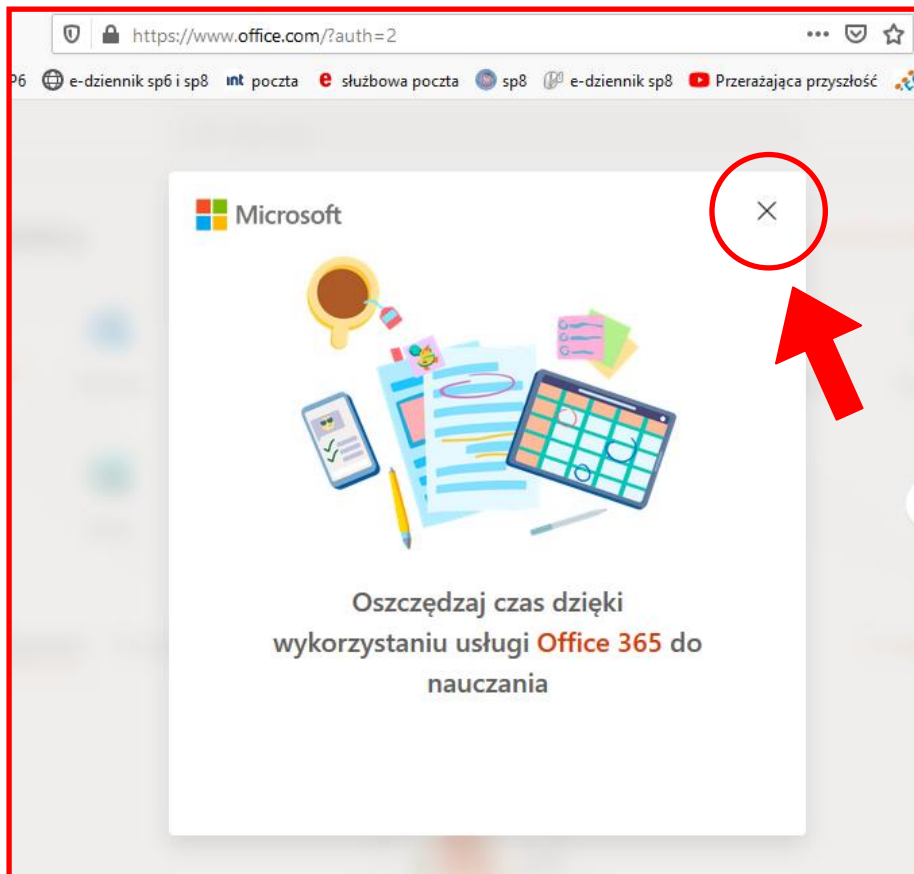 https://www.office.com/?auth=2
P6 e-dziennik sp6 i sp8 int poczta e służbowa poczta sp8 e-dziennik sp8 Przerażająca przyszłość
Microsoft
Oszczędzaj czas dzięki
wykorzystaniu usługi Office 365 do
nauczania